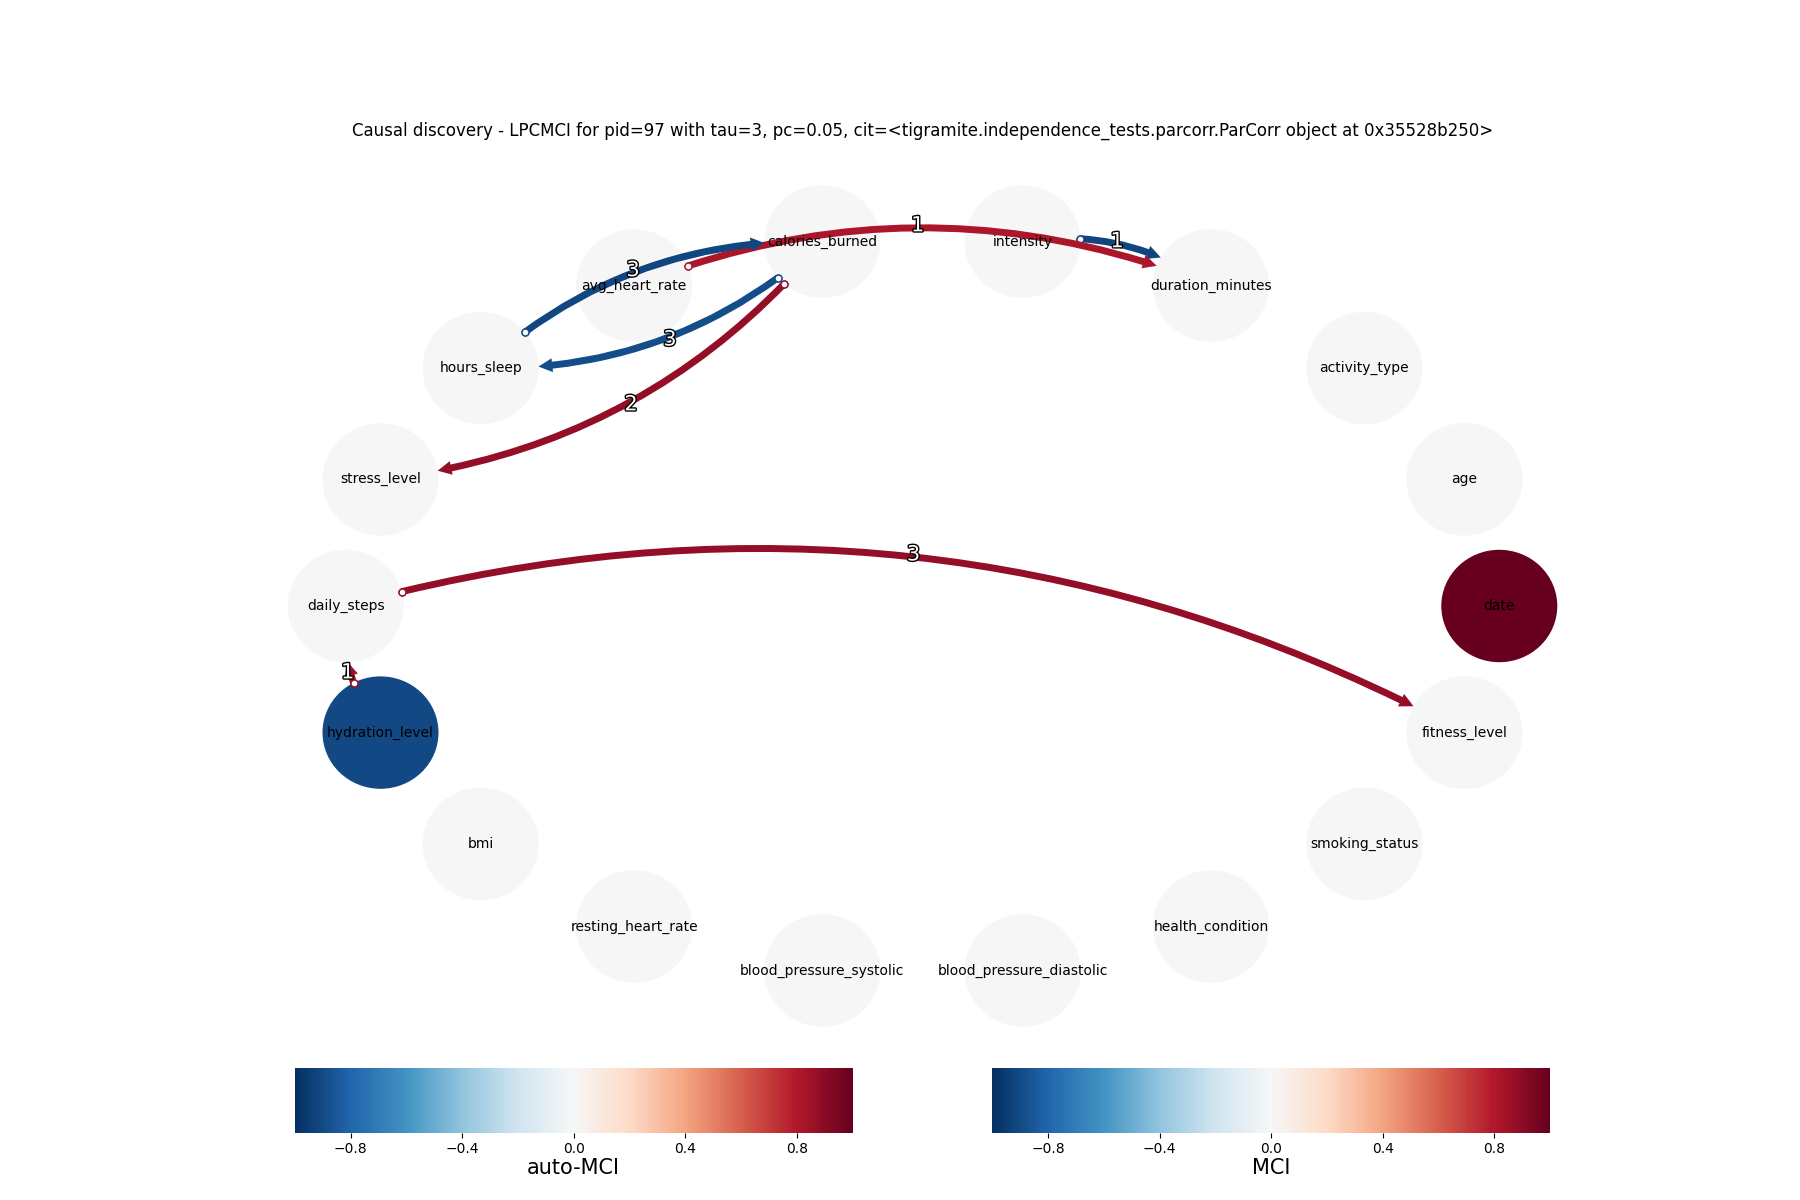 Causal discovery - LPCMCI for pid=97 with tau=3, pc=0.05, cit=<tigramite.independence_tests.parcorr.ParCorr object at 0x35528b250>
1
calories_burned
intensity
1
3
avg_heart_rate
duration_minutes
3
hours_sleep
activity_type
2
stress_level
age
3
daily_steps
date
1
hydration_level
fitness_level
bmi
smoking_status
resting_heart_rate
health_condition
blood_pressure_systolic
blood_pressure_diastolic
−0.8 −0.4 0.0 0.4 0.8
auto-MCI
−0.8 −0.4 0.0 0.4 0.8
MCI